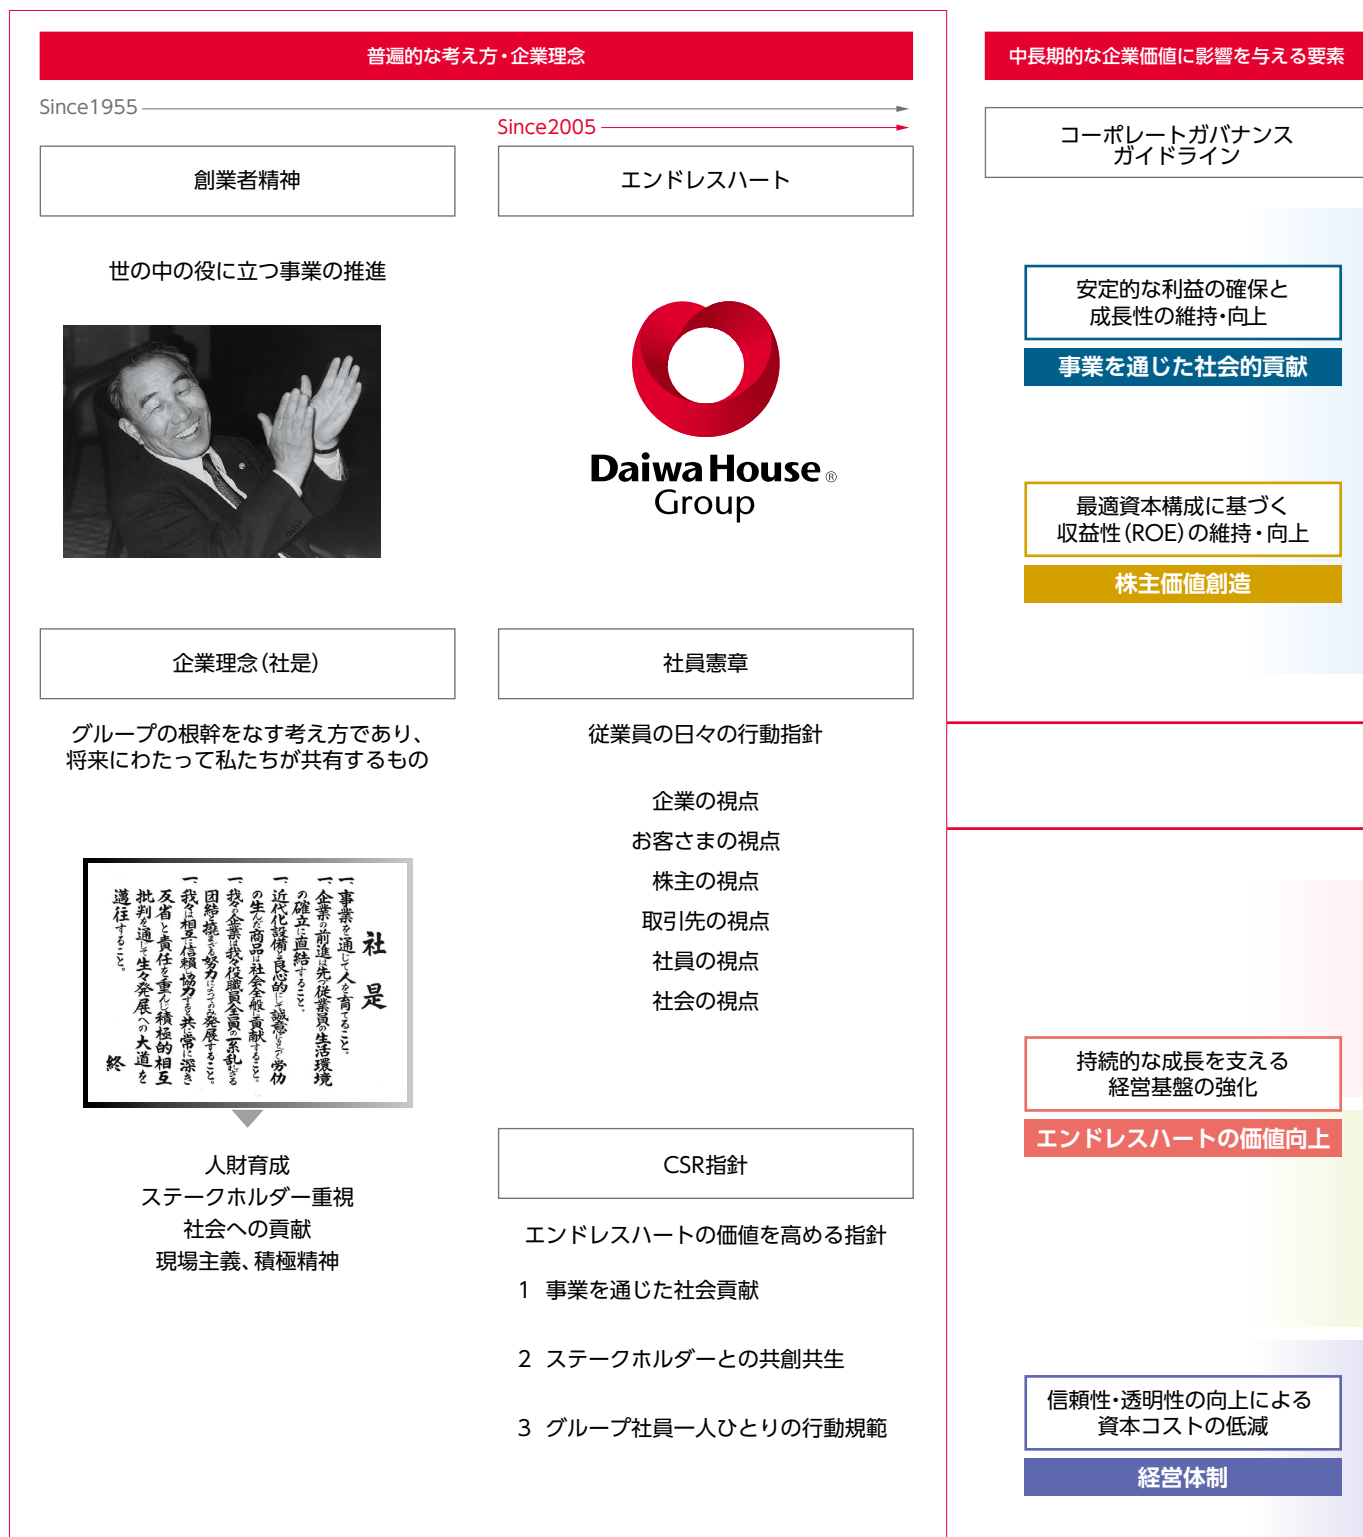 普遍的な考え方・企業理念
Since1955
Since2005
創業者精神
世の中の役に立つ事業の推進
エンドレスハート
Daiwa House®
Group
企業理念（社是）
グループの根幹をなす考え方であり、
将来にわたって私たちが共有するもの
社是
一、事業を通じて人を育てること。
一、企業の前進は先づ従業員の生活環境
の確立に直結すること。
一、近代化設備と良心的にして誠意にもとづく労仂
の生んだ商品は社会全般に貢献すること。
一、我々の企業は我々役職員全員の一糸乱れざる
団結と撓まざる努力によってのみ発展すること。
一、我々は相互に信頼し協力すると共に常に深き
反省と責任を重んじ積極的相互
批判を通じて生々発展への大道を
邁往すること。
終
人財育成
ステークホルダー重視
社会への貢献
現場主義、積極精神
社員憲章
従業員の日々の行動指針
企業の視点
お客さまの視点
株主の視点
取引先の視点
社員の視点
社会の視点
CSR指針
エンドレスハートの価値を高める指針
1 事業を通じた社会貢献
2 ステークホルダーとの共創共生
3 グループ社員一人ひとりの行動規範
中長期的な企業価値に影響を与える要素
コーポレートガバナンス
ガイドライン
安定的な利益の確保と
成長性の維持・向上
事業を通じた社会的貢献
最適資本構成に基づく
収益性（ROE）の維持・向上
株主価値創造
持続的な成長を支える
経営基盤の強化
エンドレスハートの価値向上
信頼性・透明性の向上による
資本コストの低減
経営体制